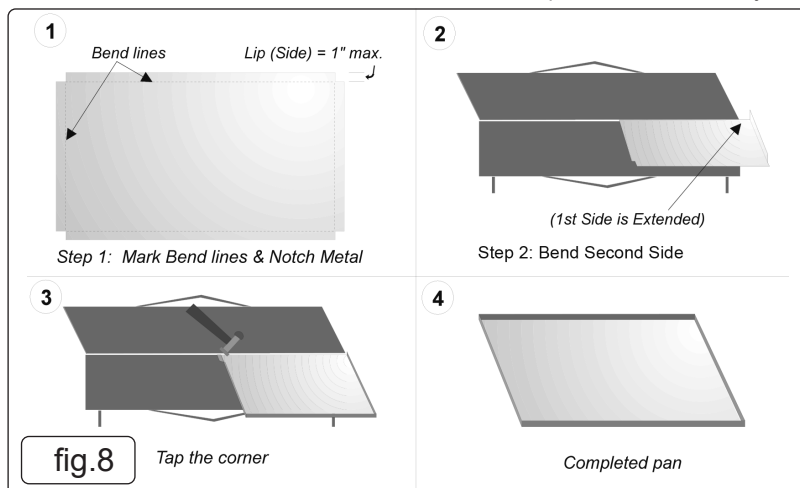 1
Bend lines
Lip (Side) = 1" max.
Step 1: Mark Bend lines & Notch Metal
2
(1st Side is Extended)
Step 2: Bend Second Side
3
fig.8
Tap the corner
4
Completed pan